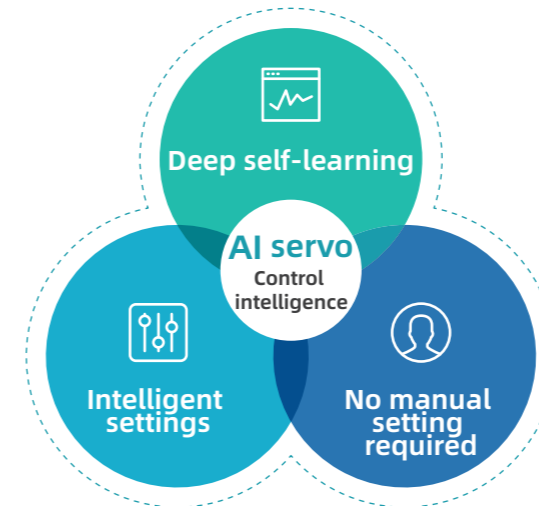 Deep self-learning
AI servo
Control
intelligence
Intelligent
settings
No manual
setting
required